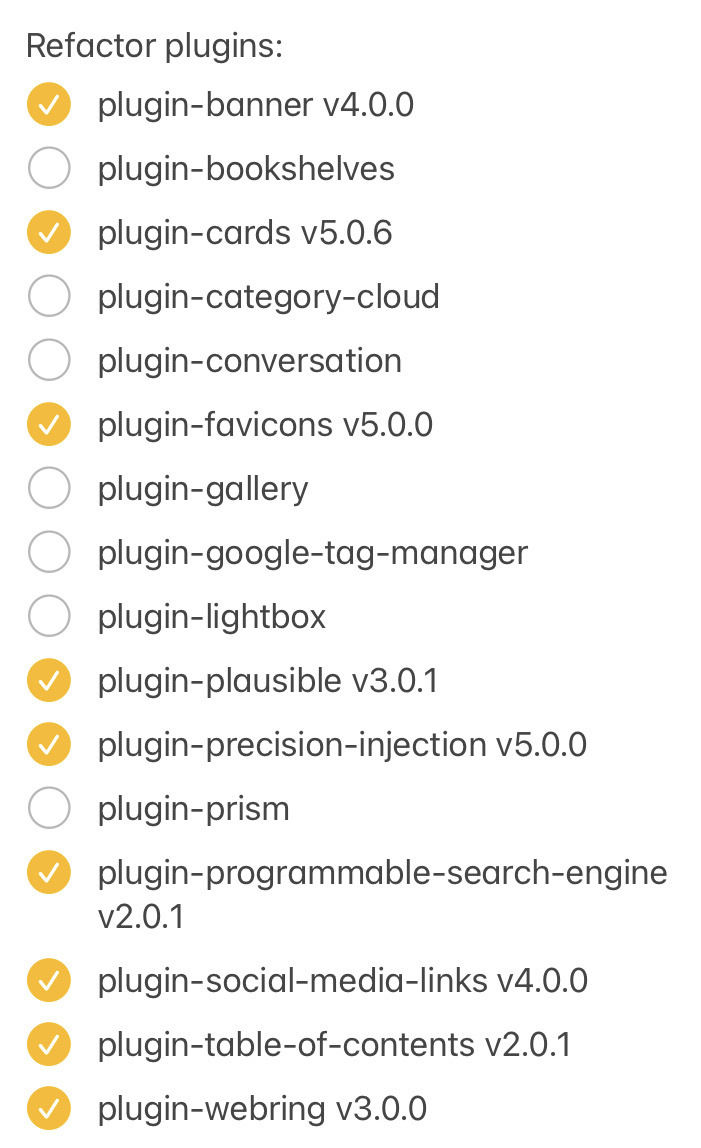 Refactor plugins:
plugin-banner v4.0.0
plugin-bookshelves
plugin-cards v5.0.6
plugin-category-cloud
plugin-conversation
plugin-favicons v5.0.0
plugin-gallery
plugin-google-tag-manager
plugin-lightbox
plugin-plausible v3.0.1
plugin-precision-injection v5.0.0
plugin-prism
plugin-programmable-search-engine
v2.0.1
plugin-social-media-links v4.0.0
plugin-table-of-contents v2.0.1
plugin-webring v3.0.0